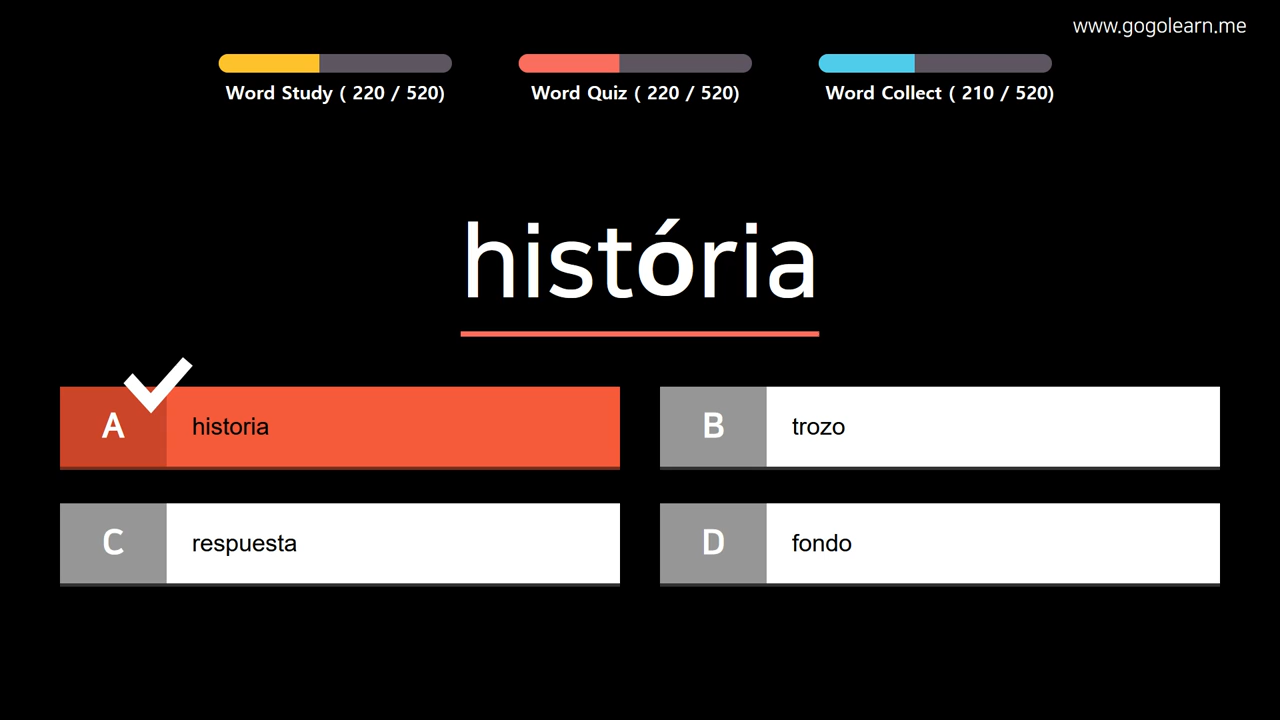 www.gogolearn.me
Word Study ( 220 / 520)
Word Quiz ( 220 / 520)
Word Collect ( 210 / 520)
história
A historia
B trozo
C respuesta
D fondo